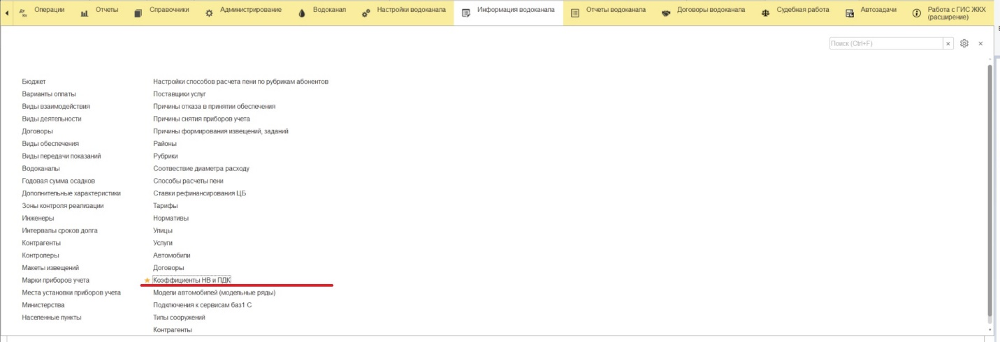 Дт Кт Операции Отчеты Справочники Администрирование Водоканал Настройки водоканала Информация водоканала Отчеты водоканала Договоры водоканала Судебная работа Автозадачи Работа с ГИС ЖКХ
(расширение)
Поиск (Ctrl+F)
Бюджет
Варианты оплаты
Виды взаимодействия
Виды деятельности
Договоры
Виды обеспечения
Виды передачи показаний
Водоканалы
Годовая сумма осадков
Дополнительные характеристики
Зоны контроля реализации
Инженеры
Интервалы сроков долга
Контрагенты
Контролеры
Макеты извещений
Марки приборов учета
Места установки приборов учета
Министерства
Населенные пункты
Настройки способов расчета пени по рубрикам абонентов
Поставщики услуг
Причины отказа в принятии обеспечения
Причины снятия приборов учета
Причины формирования извещений, заданий
Районы
Рубрики
Соотвествие диаметра расходу
Способы расчеты пени
Ставки рефинансирования ЦБ
Тарифы
Нормативы
Улицы
Услуги
Автомобили
Договоры
Коэффициенты НВ и ПДК
Модели автомобилей (модельные ряды)
Подключения к сервисам баз1 С
Типы сооружений
Контрагенты